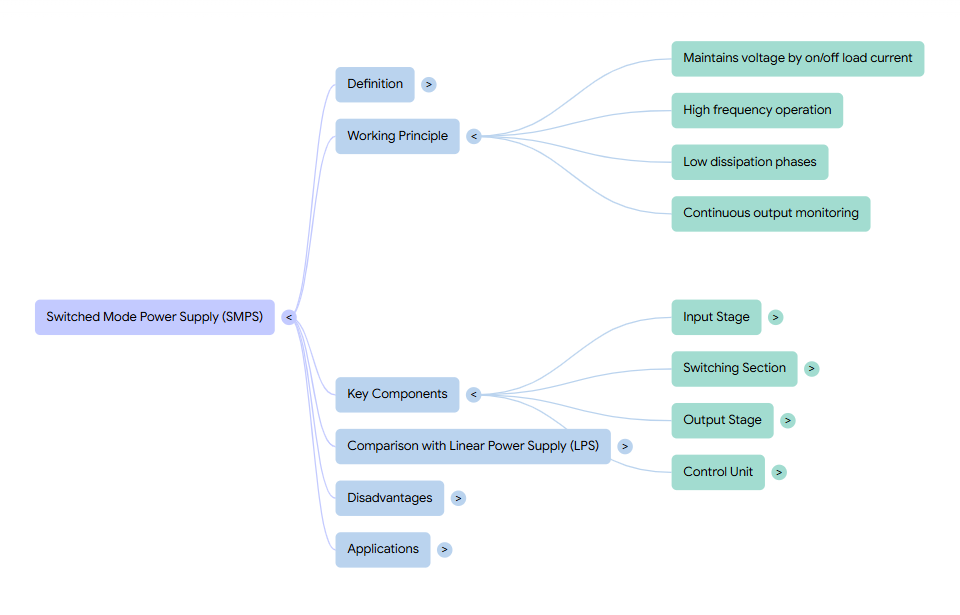 Switched Mode Power Supply (SMPS)
<
Definition
>
Working Principle
<
Maintains voltage by on/off load current
High frequency operation
Low dissipation phases
Continuous output monitoring
Key Components
<
Input Stage
>
Switching Section
>
Output Stage
>
Control Unit
>
Comparison with Linear Power Supply (LPS)
>
Disadvantages
>
Applications
>